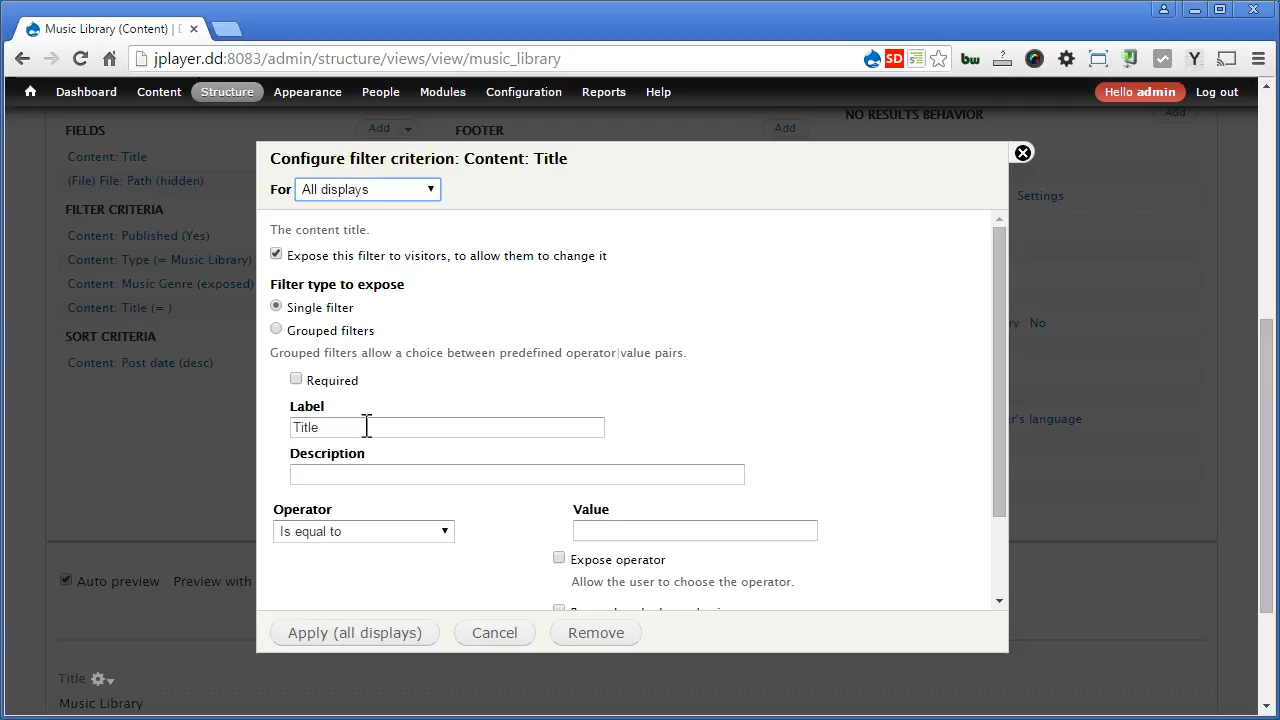 Music Library (Content) | D
jplayer.dd:8083/admin/structure/views/view/music_library
SD
bw
Y
Dashboard Content Structure Appearance People Modules Configuration Reports Help Hello admin Log out
FIELDS Add FOOTER Add NO RESULTS BEHAVIOR Add
Content: Title
(File) File: Path (hidden)
FILTER CRITERIA
Content: Published (Yes)
Content: Type (= Music Library)
Content: Music Genre (exposed)
Content: Title (= )
SORT CRITERIA
Content: Post date (desc)
Settings
No
er's language
Configure filter criterion: Content: Title
For All displays
The content title.
Expose this filter to visitors, to allow them to change it
Filter type to expose
Single filter
Grouped filters
Grouped filters allow a choice between predefined operator|value pairs.
Required
Label
Title
Description
Operator Value
Is equal to
Expose operator
Allow the user to choose the operator.
Apply (all displays) Cancel Remove
Auto preview Preview with
Title
Music Library